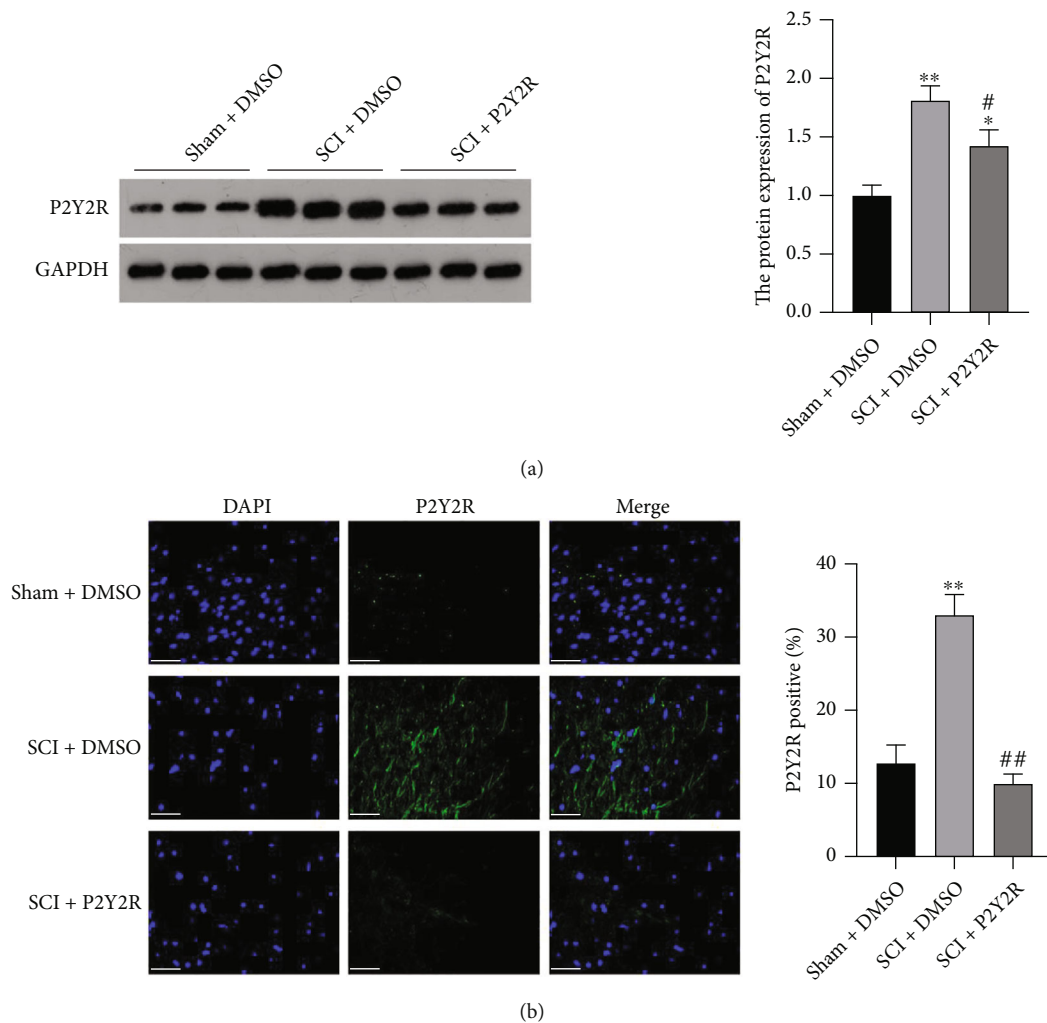 Sham + DMSO
SCI + DMSO
SCI + P2Y2R
P2Y2R
GAPDH
The protein expression of P2Y2R
2.5
2.0
1.5
1.0
0.5
0.0
**
#
*
Sham + DMSO
SCI + DMSO
SCI + P2Y2R
(a)
DAPI
P2Y2R
Merge
Sham + DMSO
SCI + DMSO
SCI + P2Y2R
P2Y2R positive (%)
40
30
20
10
0
**
##
Sham + DMSO
SCI + DMSO
SCI + P2Y2R
(b)